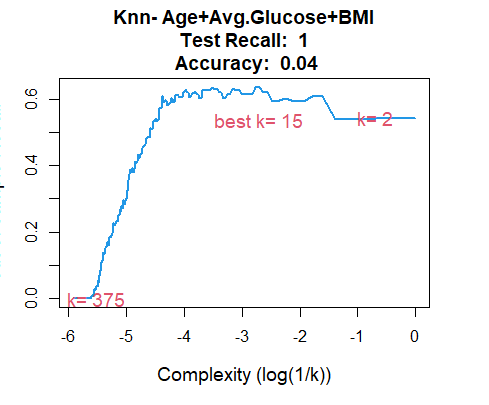 Knn- Age+Avg.Glucose+BMI
Test Recall:  1
Accuracy:  0.04
0.6
0.4
0.2
0.0
best k= 15
k= 2
k= 375
-6 -5 -4 -3 -2 -1 0
Complexity (log(1/k))